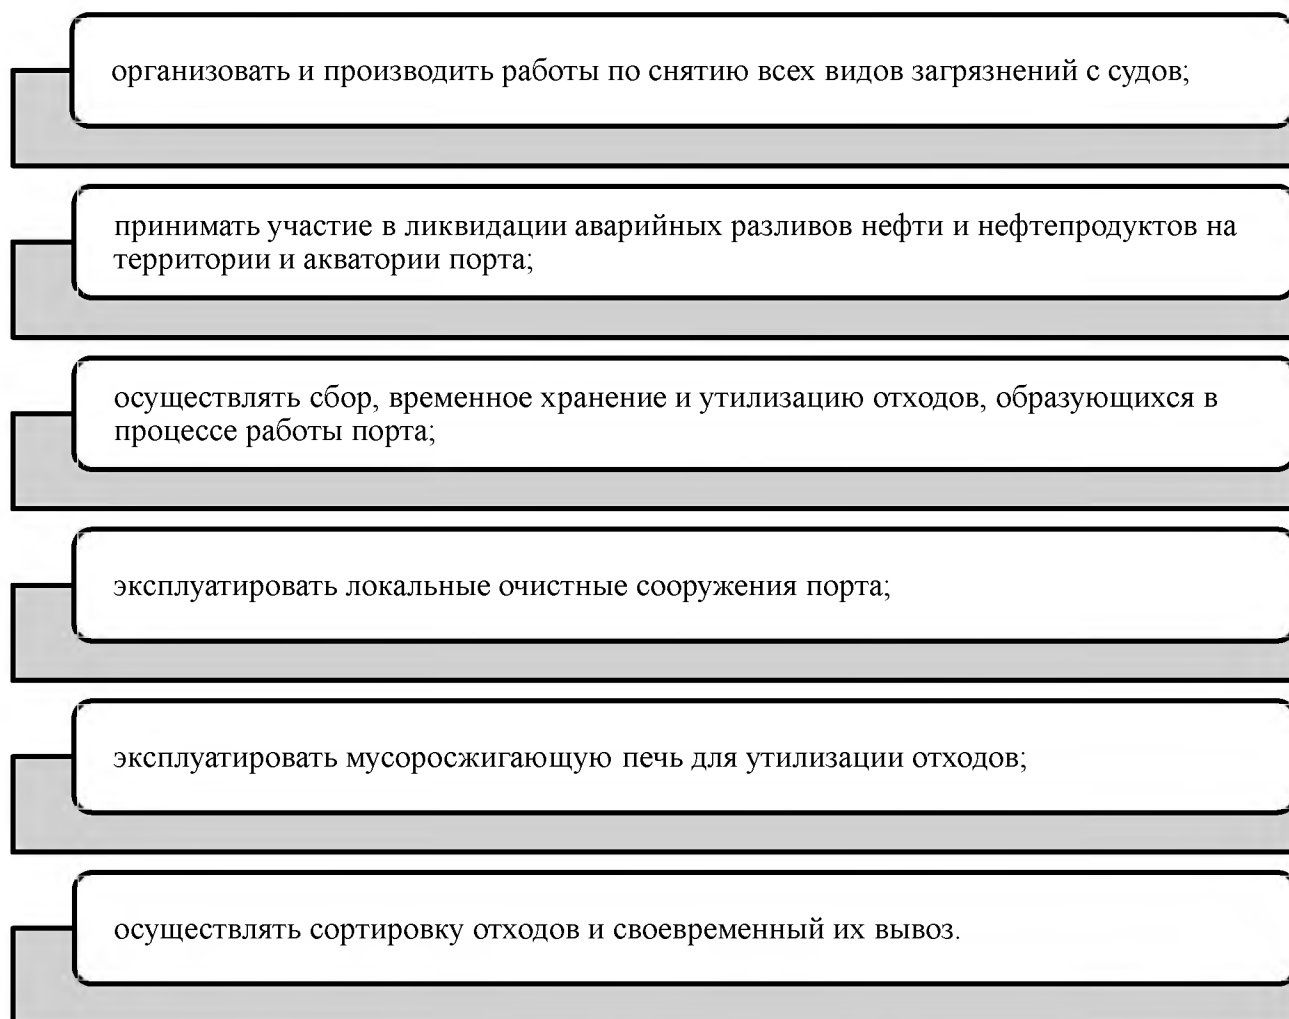 организовать и производить работы по снятию всех видов загрязнений с судов;
принимать участие в ликвидации аварийных разливов нефти и нефтепродуктов на
территории и акватории порта;
осуществлять сбор, временное хранение и утилизацию отходов, образующихся в
процессе работы порта;
эксплуатировать локальные очистные сооружения порта;
эксплуатировать мусоросжигающую печь для утилизации отходов;
осуществлять сортировку отходов и своевременный их вывоз.